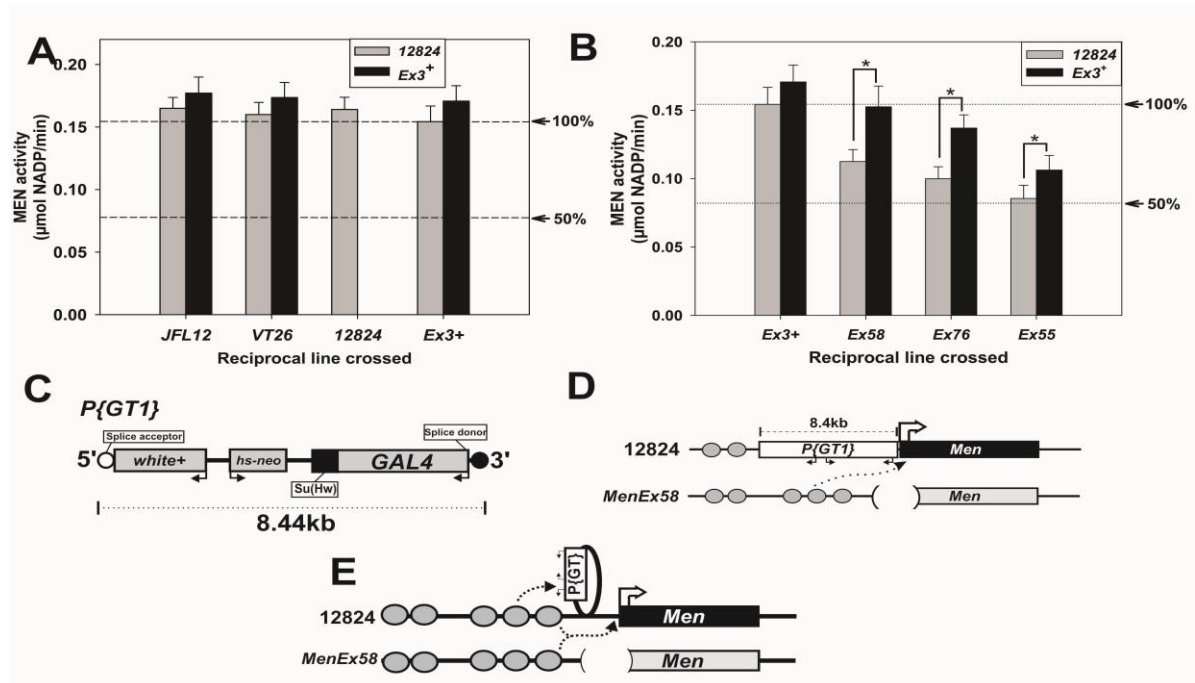 A
MEN activity
(µmol NADP/min)
0.20
0.15
0.10
0.05
0.00
12824
Ex3+
100%
50%
JFL12 VT26 12824 Ex3+
Reciprocal line crossed
B
MEN activity
(µmol NADP/min)
0.20
0.15
0.10
0.05
0.00
12824
Ex3+
* * *
100%
50%
Ex3+ Ex58 Ex76 Ex55
Reciprocal line crossed
C
P{GT1}
Splice acceptor
Splice donor
5' white+ hs-neo GAL4 3'
Su(Hw)
8.44kb
D
8.4kb
12824 P{GT1} Men
MenEx58 Men
E
P{GT}
12824 Men
MenEx58 Men